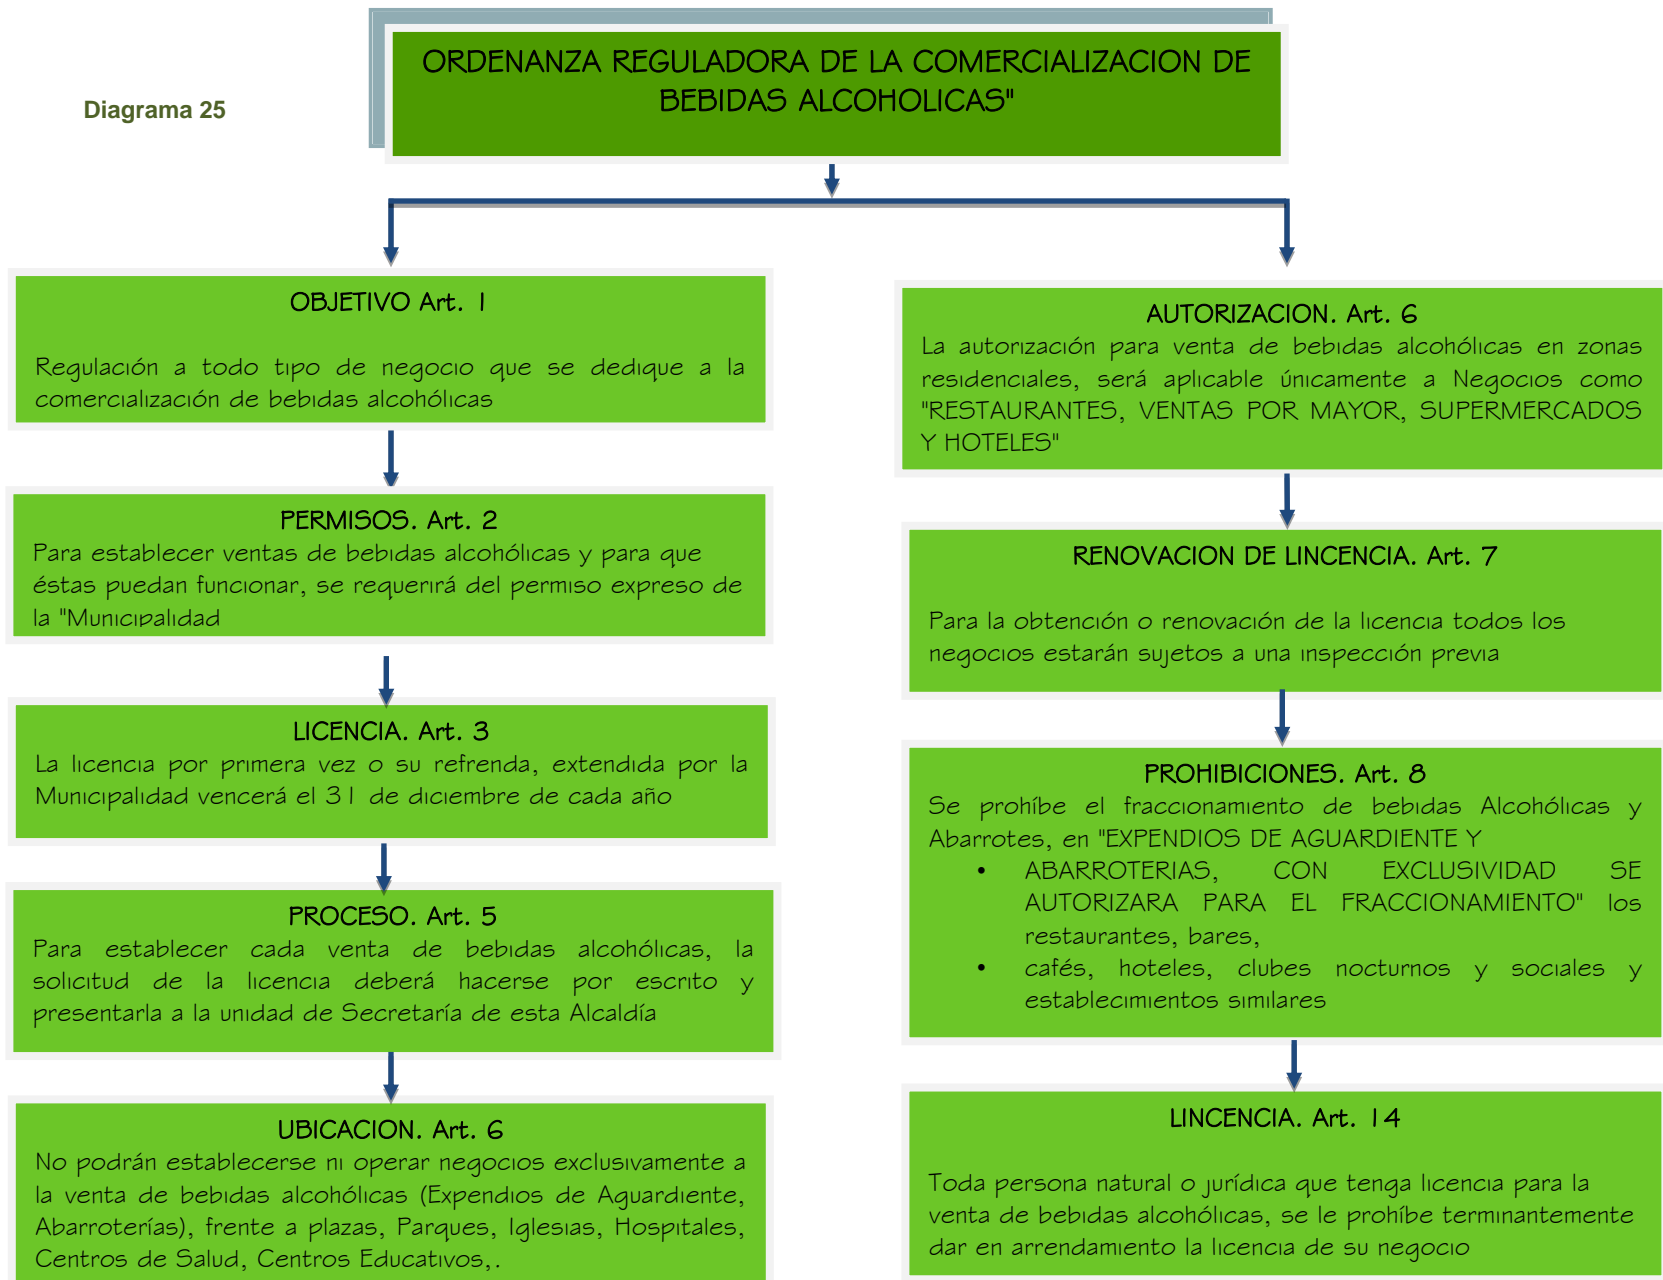 Diagrama 25
ORDENANZA REGULADORA DE LA COMERCIALIZACION DE
BEBIDAS ALCOHOLICAS"
OBJETIVO Art. 1
Regulación a todo tipo de negocio que se dedique a la
comercialización de bebidas alcohólicas
PERMISOS. Art. 2
Para establecer ventas de bebidas alcohólicas y para que
éstas puedan funcionar, se requerirá del permiso expreso de
la "Municipalidad
LICENCIA. Art. 3
La licencia por primera vez o su refrenda, extendida por la
Municipalidad vencerá el 31 de diciembre de cada año
PROCESO. Art. 5
Para establecer cada venta de bebidas alcohólicas, la
solicitud de la licencia deberá hacerse por escrito y
presentarla a la unidad de Secretaría de esta Alcaldía
UBICACION. Art. 6
No podrán establecerse ni operar negocios exclusivamente a
la venta de bebidas alcohólicas (Expendios de Aguardiente,
Abarroterías), frente a plazas, Parques, Iglesias, Hospitales,
Centros de Salud, Centros Educativos,.
AUTORIZACION. Art. 6
La autorización para venta de bebidas alcohólicas en zonas
residenciales, será aplicable únicamente a Negocios como
"RESTAURANTES, VENTAS POR MAYOR, SUPERMERCADOS
Y HOTELES"
RENOVACION DE LINCENCIA. Art. 7
Para la obtención o renovación de la licencia todos los
negocios estarán sujetos a una inspección previa
PROHIBICIONES. Art. 8
Se prohíbe el fraccionamiento de bebidas Alcohólicas y
Abarrotes, en "EXPENDIOS DE AGUARDIENTE Y
• ABARROTERIAS, CON EXCLUSIVIDAD SE
AUTORIZARA PARA EL FRACCIONAMIENTO" los
restaurantes, bares,
• cafés, hoteles, clubes nocturnos y sociales y
establecimientos similares
LINCENCIA. Art. 14
Toda persona natural o jurídica que tenga licencia para la
venta de bebidas alcohólicas, se le prohíbe terminantemente
dar en arrendamiento la licencia de su negocio